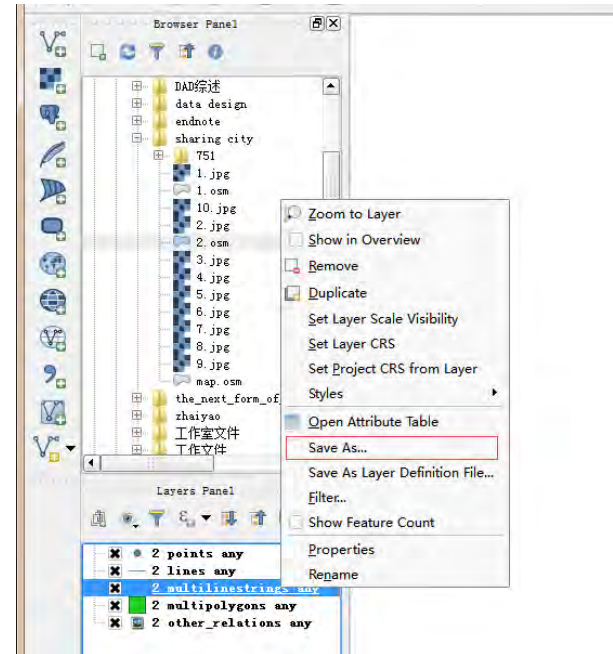 Browser Panel
DAD综述
data design
endnote
sharing city
751
1. jpg
1. osm
10. jpg
2. jpg
2. osm
3. jpg
4. jpg
5. jpg
6. jpg
7. jpg
8. jpg
9. jpg
map. osm
the_next_form_of_
zhaiyao
工作室文件
工作文件
Zoom to Layer
Show in Overview
Remove
Duplicate
Set Layer Scale Visibility
Set Layer CRS
Set Project CRS from Layer
Styles
Open Attribute Table
Save As...
Save As Layer Definition File...
Filter...
Show Feature Count
Properties
Rename
Layers Panel
2 points any
2 lines any
2 multilinestrings any
2 multipolygons any
2 other_relations any